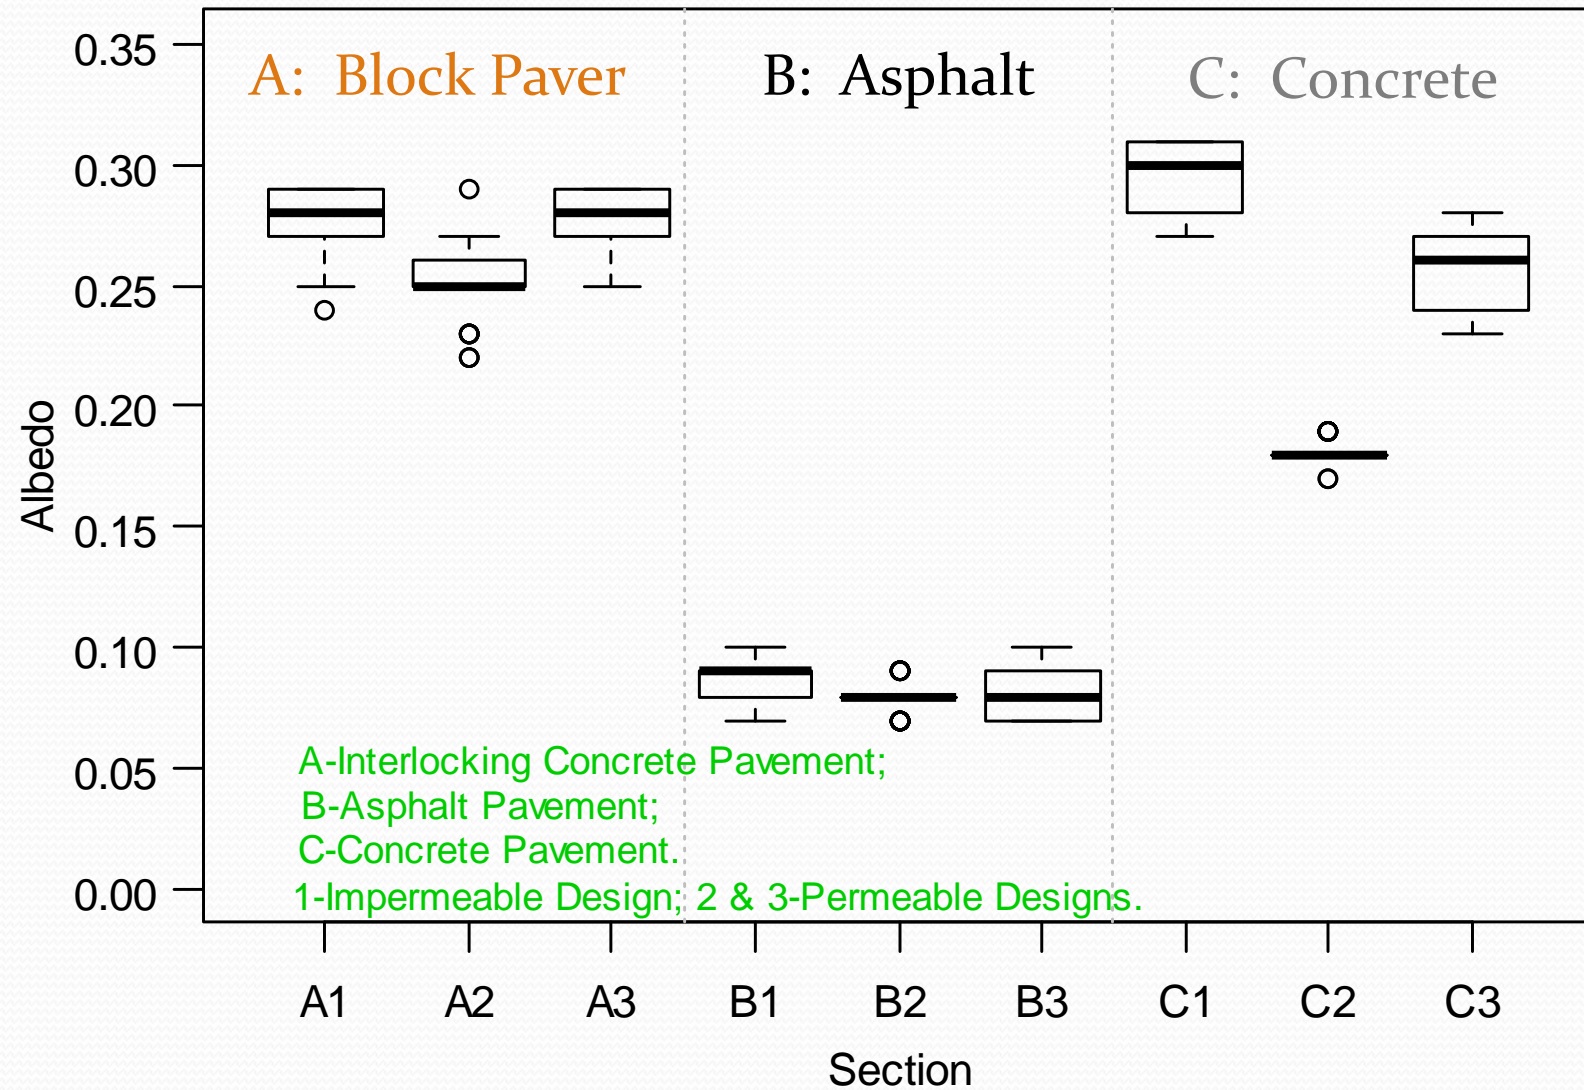 A: Block Paver
B: Asphalt
C: Concrete
0.35
0.30
0.25
0.20
0.15
0.10
0.05
0.00
Albedo
A-Interlocking Concrete Pavement;
B-Asphalt Pavement;
C-Concrete Pavement.
1-Impermeable Design; 2 & 3-Permeable Designs.
A1 A2 A3 B1 B2 B3 C1 C2 C3
Section